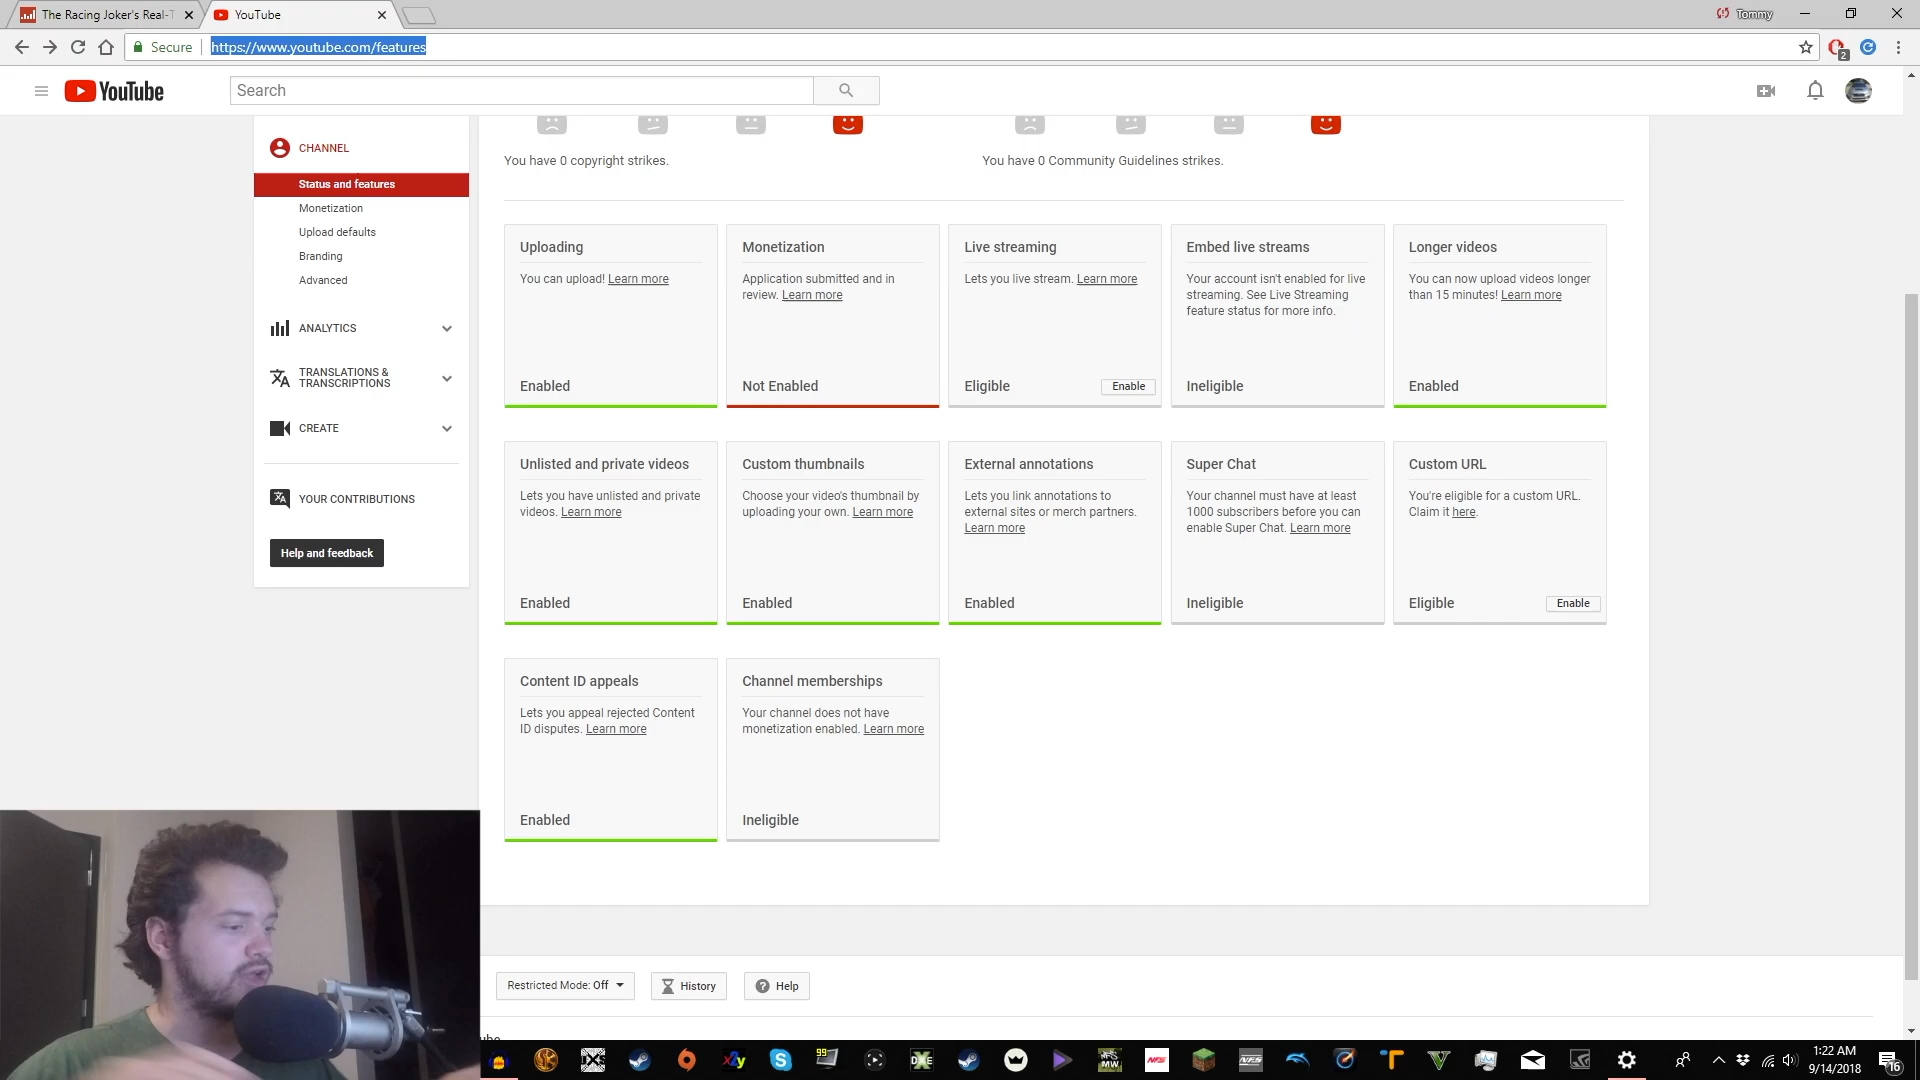 The Racing Joker's Real-T
YouTube
Tommy
Secure
https://www.youtube.com/features
2
YouTube
Search
CHANNEL
Status and features
Monetization
Upload defaults
Branding
Advanced
ANALYTICS
TRANSLATIONS &
TRANSCRIPTIONS
CREATE
YOUR CONTRIBUTIONS
Help and feedback
You have 0 copyright strikes.
You have 0 Community Guidelines strikes.
Uploading
You can upload! Learn more
Enabled
Monetization
Application submitted and in
review. Learn more
Not Enabled
Live streaming
Lets you live stream. Learn more
Eligible
Enable
Embed live streams
Your account isn't enabled for live
streaming. See Live Streaming
feature status for more info.
Ineligible
Longer videos
You can now upload videos longer
than 15 minutes! Learn more
Enabled
Unlisted and private videos
Lets you have unlisted and private
videos. Learn more
Enabled
Custom thumbnails
Choose your video's thumbnail by
uploading your own. Learn more
Enabled
External annotations
Lets you link annotations to
external sites or merch partners.
Learn more
Enabled
Super Chat
Your channel must have at least
1000 subscribers before you can
enable Super Chat. Learn more
Ineligible
Custom URL
You're eligible for a custom URL.
Claim it here.
Eligible
Enable
Content ID appeals
Lets you appeal rejected Content
ID disputes. Learn more
Enabled
Channel memberships
Your channel does not have
monetization enabled. Learn more
Ineligible
Restricted Mode: Off
History
Help
1:22 AM
9/14/2018
16